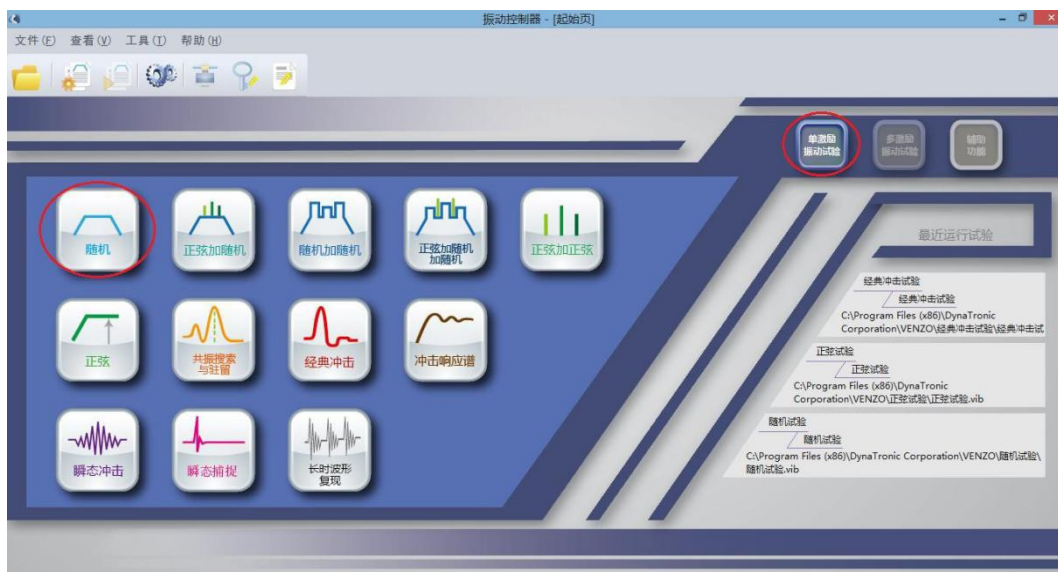 振动控制器 - [起始页]
文件(F) 查看(V) 工具(T) 帮助(H)
单激励
振动试验
多激励
振动试验
辅助
功能
随机
正弦加随机
随机加随机
正弦加随机
加随机
正弦加正弦
正弦
共振搜索
与驻留
经典冲击
冲击响应谱
瞬态冲击
瞬态捕捉
长时波形
复现
最近运行试验
经典冲击试验
经典冲击试验
C:\Program Files (x86)\DynaTronic
Corporation\VENZO\经典冲击试验\经典冲击试
正弦试验
正弦试验
C:\Program Files (x86)\DynaTronic
Corporation\VENZO\正弦试验\正弦试验.vib
随机试验
随机试验
C:\Program Files (x86)\DynaTronic Corporation\VENZO\随机试验\
随机试验.vib